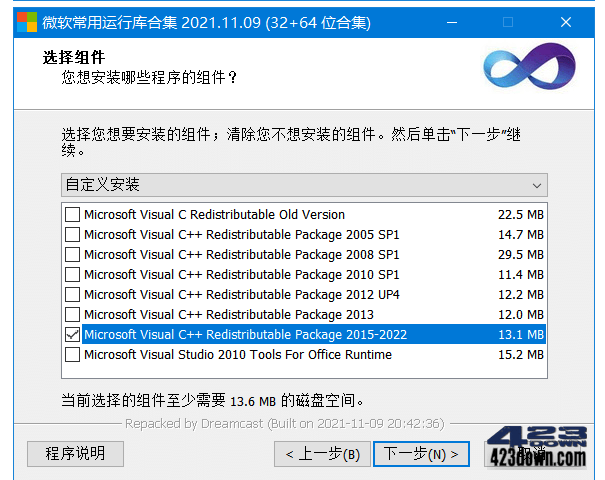 微软常用运行库合集 2021.11.09 (32+64 位合集)
选择组件
您想安装哪些程序的组件？
选择您想要安装的组件；清除您不想安装的组件。然后单击“下一步”继
续。
自定义安装
Microsoft Visual C Redistributable Old Version 22.5 MB
Microsoft Visual C++ Redistributable Package 2005 SP1 14.7 MB
Microsoft Visual C++ Redistributable Package 2008 SP1 29.5 MB
Microsoft Visual C++ Redistributable Package 2010 SP1 11.4 MB
Microsoft Visual C++ Redistributable Package 2012 UP4 12.2 MB
Microsoft Visual C++ Redistributable Package 2013 12.0 MB
Microsoft Visual C++ Redistributable Package 2015-2022 13.1 MB
Microsoft Visual Studio 2010 Tools For Office Runtime 15.2 MB
当前选择的组件至少需要 13.6 MB 的磁盘空间。
Repacked by Dreamcast (Built on 2021-11-09 20:42:36)
程序说明 < 上一步(B) 下一步(N) > 取消
423DOWN
423down.com